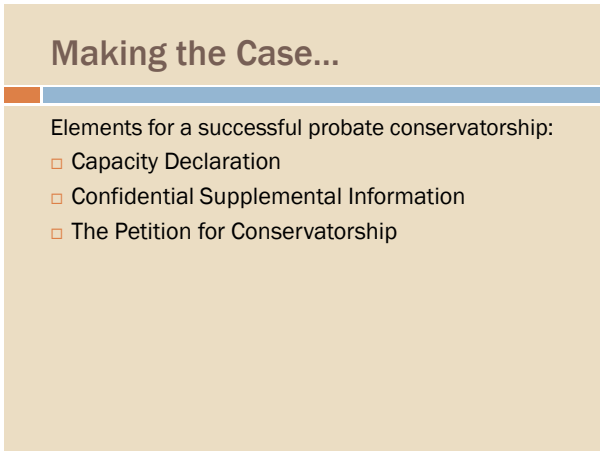 Making the Case…
Elements for a successful probate conservatorship:
Capacity Declaration
Confidential Supplemental Information
The Petition for Conservatorship